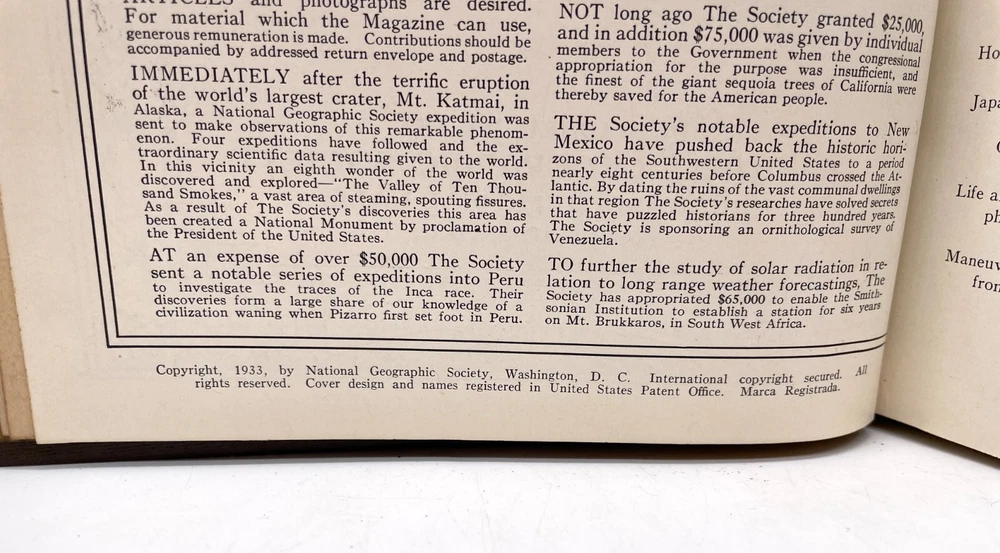 ARTICLES and photographs are desired.
For material which the Magazine can use,
generous remuneration is made. Contributions should be
accompanied by addressed return envelope and postage.
IMMEDIATELY after the terrific eruption
of the world's largest crater, Mt. Katmai, in
Alaska, a National Geographic Society expedition was
sent to make observations of this remarkable phenom-
enon. Four expeditions have followed and the ex-
traordinary scientific data resulting given to the world.
In this vicinity an eighth wonder of the world was
discovered and explored—"The Valley of Ten Thou-
sand Smokes," a vast area of steaming, spouting fissures.
As a result of The Society's discoveries this area has
been created a National Monument by proclamation of
the President of the United States.
AT an expense of over $50,000 The Society
sent a notable series of expeditions into Peru
to investigate the traces of the Inca race. Their
discoveries form a large share of our knowledge of a
civilization waning when Pizarro first set foot in Peru.
NOT long ago The Society granted $25,000,
and in addition $75,000 was given by individual
members to the Government when the congressional
appropriation for the purpose was insufficient, and
the finest of the giant sequoia trees of California were
thereby saved for the American people.
THE Society's notable expeditions to New
Mexico have pushed back the historic hori-
zons of the Southwestern United States to a period
nearly eight centuries before Columbus crossed the At-
lantic. By dating the ruins of the vast communal dwellings
in that region The Society's researches have solved secrets
that have puzzled historians for three hundred years.
The Society is sponsoring an ornithological survey of
Venezuela.
TO further the study of solar radiation in re-
lation to long range weather forecasting, The
Society has appropriated $65,000 to enable the Smith-
sonian Institution to establish a station for six years
on Mt. Brukkaros, in South West Africa.
Copyright, 1933, by National Geographic Society, Washington, D. C. International copyright secured. All
rights reserved. Cover design and names registered in United States Patent Office. Marca Registrada.
Ho
Japa
Life a
ph
Maneuv
from